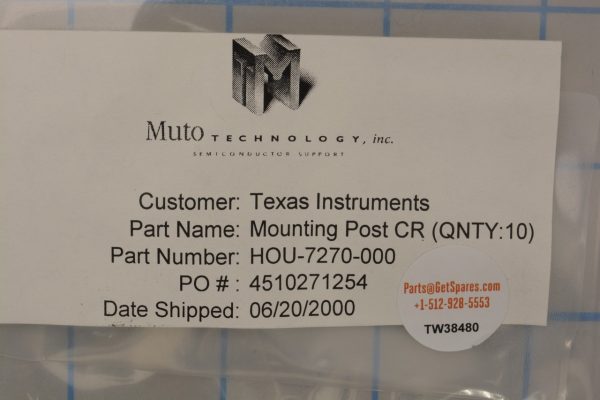 TM
Muto TECHNOLOGY, inc.
SEMICONDUCTOR SUPPORT
Customer: Texas Instruments
Part Name: Mounting Post CR (QNTY:10)
Part Number: HOU-7270-000
PO # : 4510271254
Date Shipped: 06/20/2000
Parts@GetSpares.com
+1-512-928-5553
TW38480